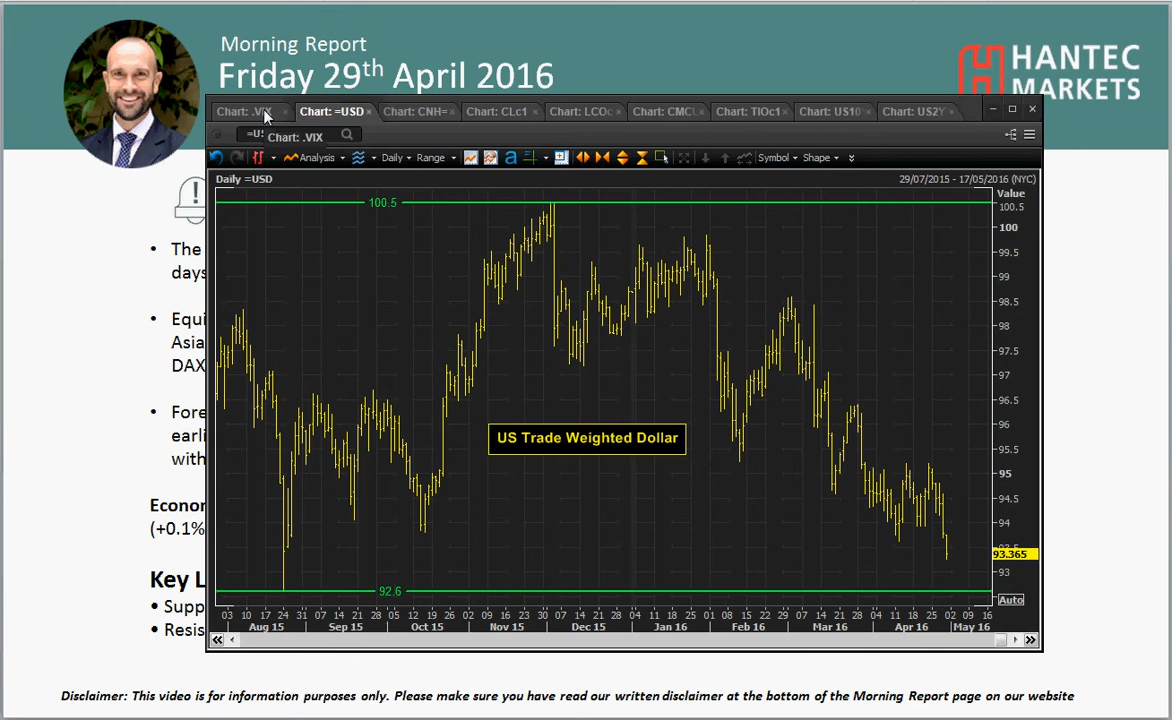 Morning Report
Friday 29th April 2016
HANTEC
MARKETS
Chart: .VIX
Chart: =USD
Chart: CNH=
Chart: CLc1
Chart: LCOc
Chart: CMCU
Chart: TIOc1
Chart: US10
Chart: US2Y
=U
Chart: .VIX
Analysis
Daily
Range
Symbol
Shape
Daily =USD
29/07/2015 - 17/05/2016 (NYC)
Value
100.5
100.5
100
99.5
99
98.5
98
97.5
97
96.5
96
95.5
95
94.5
94
93.365
93
92.6
US Trade Weighted Dollar
Auto
03 10 17 24 31 07 14 21 28 05 12 19 26 02 09 16 23 30 07 14 21 28 04 11 18 25 01 08 16 22 01 07 14 21 28 04 11 18 25 02 09 16
Aug 15 Sep 15 Oct 15 Nov 15 Dec 15 Jan 16 Feb 16 Mar 16 Apr 16 May 16
• The
days
• Equi
Asia
DAX
• Fore
earli
with
Econor
(+0.1%
Key L
• Supp
• Resis
Disclaimer: This video is for information purposes only. Please make sure you have read our written disclaimer at the bottom of the Morning Report page on our website